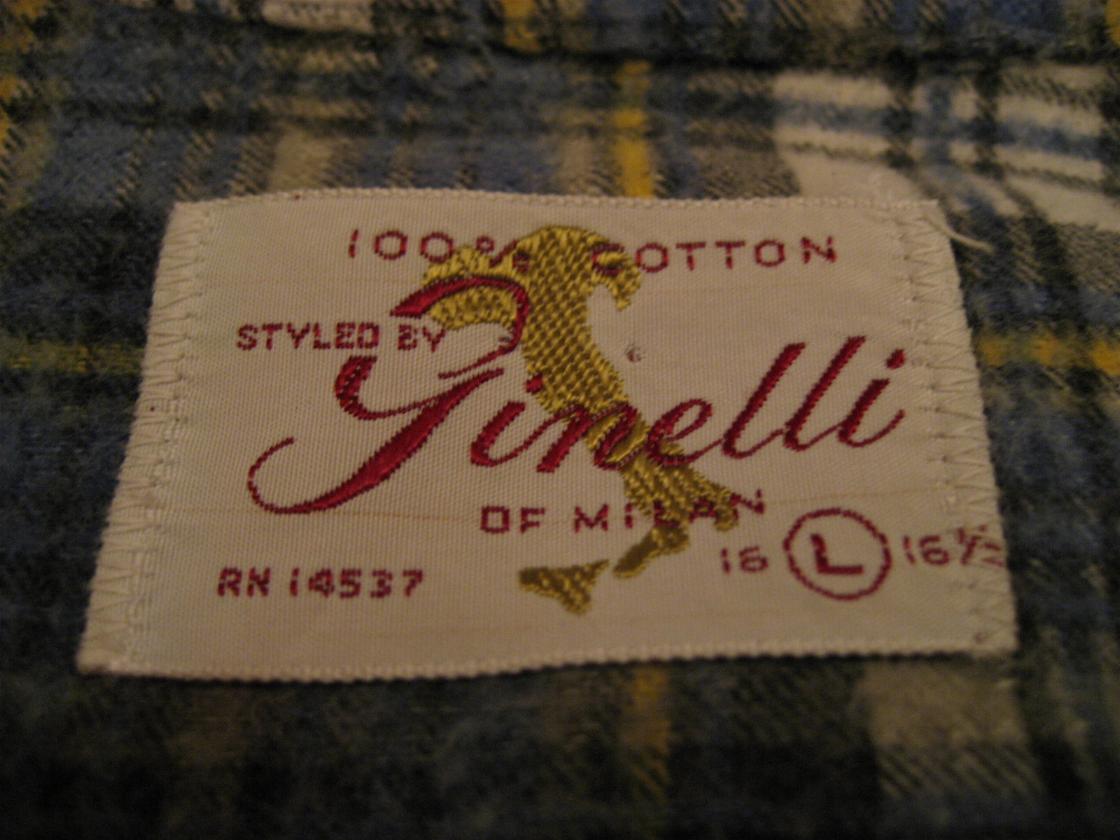 100% COTTON
STYLED BY
Ginelli
OF MILAN
RN 14537
16 L 16½